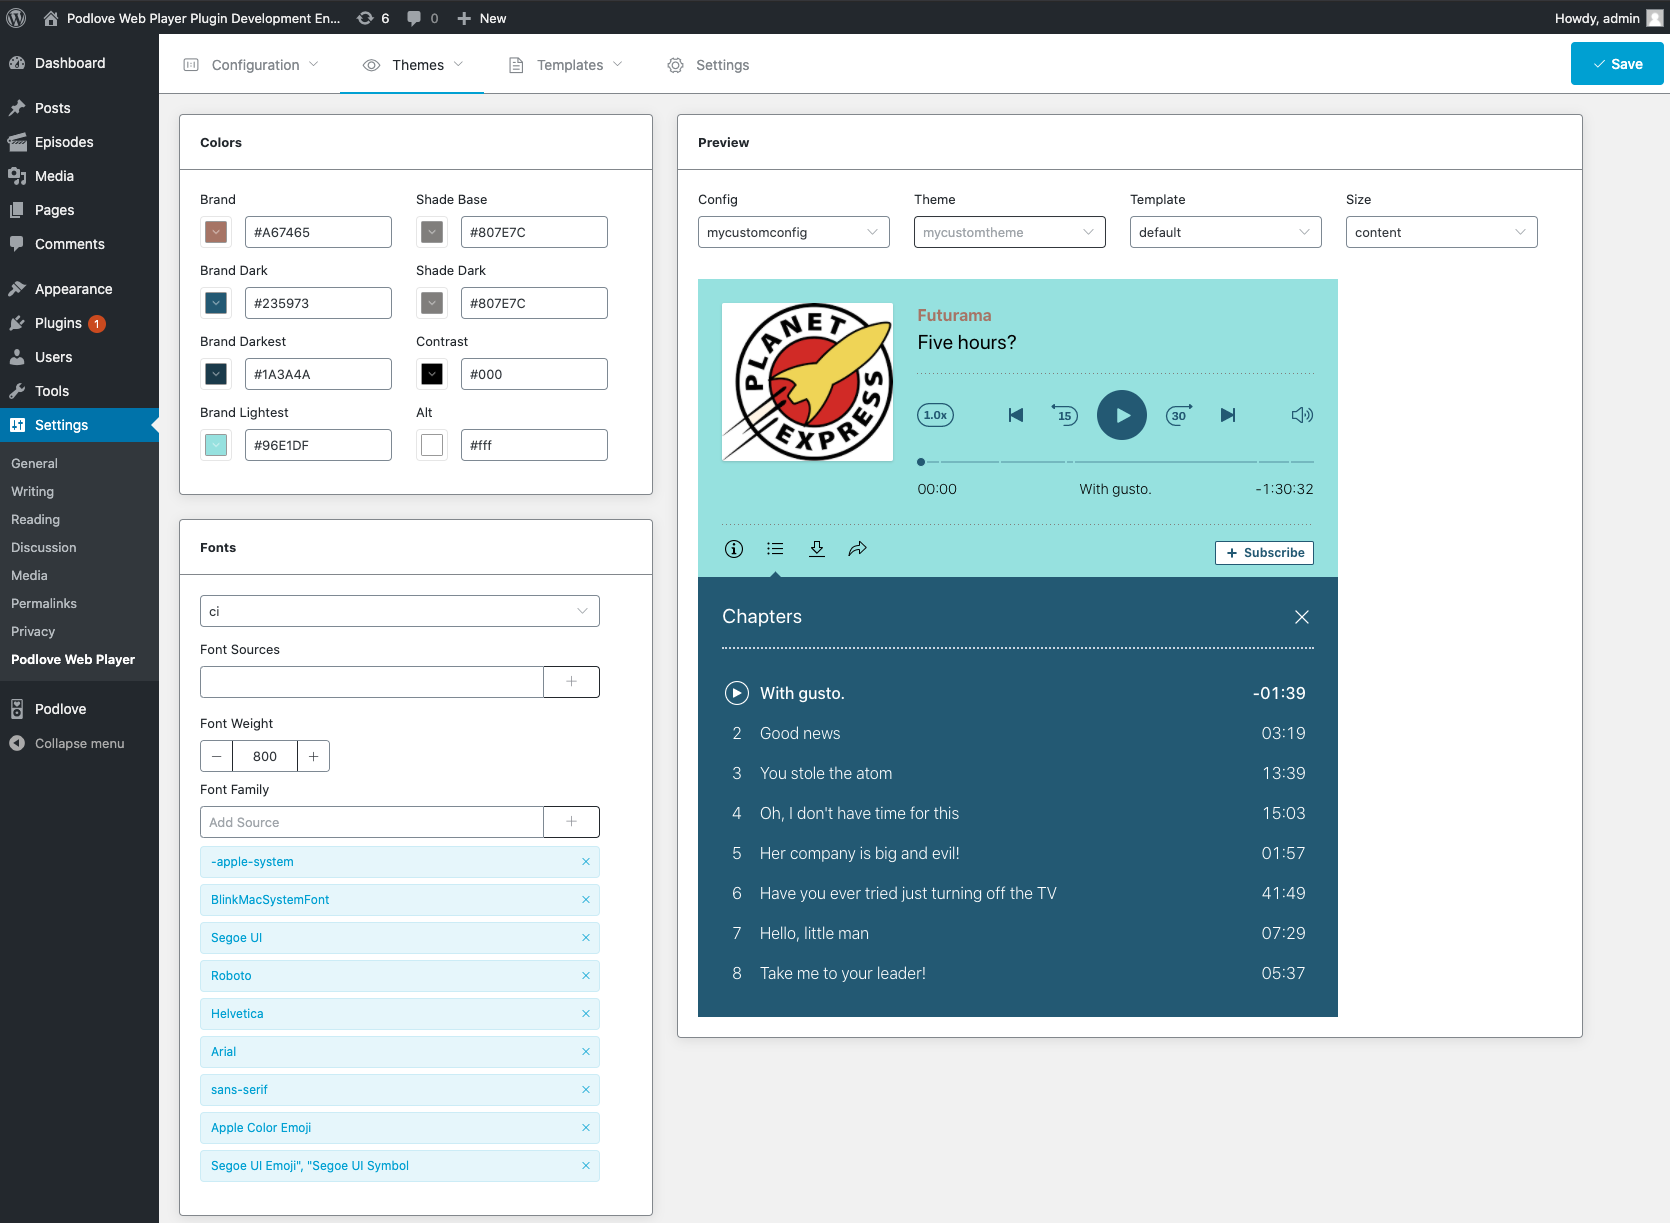 Podlove Web Player Plugin Development En...
6
0
New
Howdy, admin
Dashboard
Posts
Episodes
Media
Pages
Comments
Appearance
Plugins 1
Users
Tools
Settings
General
Writing
Reading
Discussion
Media
Permalinks
Privacy
Podlove Web Player
Podlove
Collapse menu
Configuration
Themes
Templates
Settings
Save
Colors
Brand
Shade Base
#A67465
#807E7C
Brand Dark
Shade Dark
#235973
#807E7C
Brand Darkest
Contrast
#1A3A4A
#000
Brand Lightest
Alt
#96E1DF
#fff
Fonts
ci
Font Sources
Font Weight
800
Font Family
Add Source
-apple-system
BlinkMacSystemFont
Segoe UI
Roboto
Helvetica
Arial
sans-serif
Apple Color Emoji
Segoe UI Emoji", "Segoe UI Symbol
Preview
Config
Theme
Template
Size
mycustomconfig
mycustomtheme
default
content
PLANET
EXPRESS
Futurama
Five hours?
1.0x
15
30
00:00
With gusto.
-1:30:32
+ Subscribe
Chapters
With gusto. -01:39
2 Good news 03:19
3 You stole the atom 13:39
4 Oh, I don't have time for this 15:03
5 Her company is big and evil! 01:57
6 Have you ever tried just turning off the TV 41:49
7 Hello, little man 07:29
8 Take me to your leader! 05:37